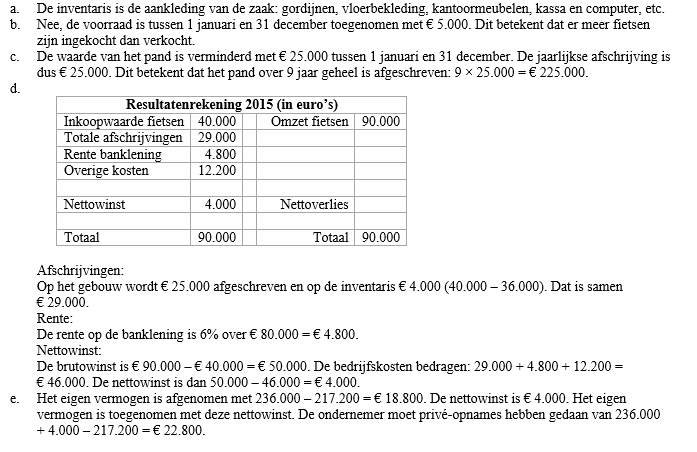 a. De inventaris is de aankleding van de zaak: gordijnen, vloerbekleding, kantoormeubelen, kassa en computer, etc.
b. Nee, de voorraad is tussen 1 januari en 31 december toegenomen met € 5.000. Dit betekent dat er meer fietsen
zijn ingekocht dan verkocht.
c. De waarde van het pand is verminderd met € 25.000 tussen 1 januari en 31 december. De jaarlijkse afschrijving is
dus € 25.000. Dit betekent dat het pand over 9 jaar geheel is afgeschreven: 9 × 25.000 = € 225.000.
d.
Resultatenrekening 2015 (in euro’s)
Inkoopwaarde fietsen 40.000 Omzet fietsen 90.000
Totale afschrijvingen 29.000
Rente banklening 4.800
Overige kosten 12.200
Nettowinst 4.000 Nettoverlies
Totaal 90.000 Totaal 90.000
Afschrijvingen:
Op het gebouw wordt € 25.000 afgeschreven en op de inventaris € 4.000 (40.000 – 36.000). Dat is samen
€ 29.000.
Rente:
De rente op de banklening is 6% over € 80.000 = € 4.800.
Nettowinst:
De brutowinst is € 90.000 – € 40.000 = € 50.000. De bedrijfskosten bedragen: 29.000 + 4.800 + 12.200 =
€ 46.000. De nettowinst is dan 50.000 – 46.000 = € 4.000.
e. Het eigen vermogen is afgenomen met 236.000 – 217.200 = € 18.800. De nettowinst is € 4.000. Het eigen
vermogen is toegenomen met deze nettowinst. De ondernemer moet privé-opnames hebben gedaan van 236.000
+ 4.000 – 217.200 = € 22.800.